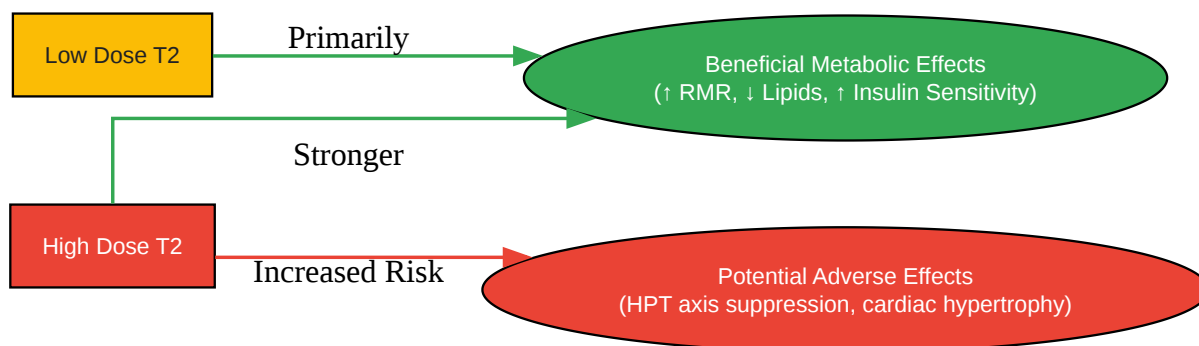 Low Dose T2
Primarily
Beneficial Metabolic Effects
(↑ RMR, ↓ Lipids, ↑ Insulin Sensitivity)
Stronger
High Dose T2
Increased Risk
Potential Adverse Effects
(HPT axis suppression, cardiac hypertrophy)